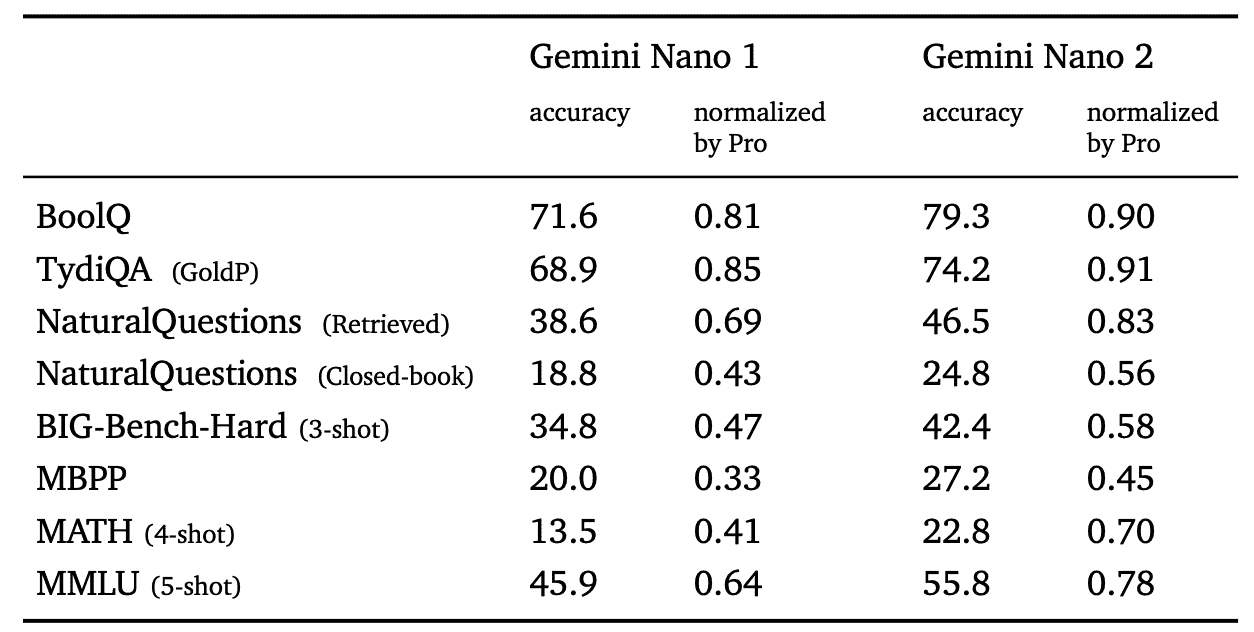 Gemini Nano 1 Gemini Nano 2
accuracy normalized by Pro accuracy normalized by Pro
BoolQ 71.6 0.81 79.3 0.90
TydiQA (GoldP) 68.9 0.85 74.2 0.91
NaturalQuestions (Retrieved) 38.6 0.69 46.5 0.83
NaturalQuestions (Closed-book) 18.8 0.43 24.8 0.56
BIG-Bench-Hard (3-shot) 34.8 0.47 42.4 0.58
MBPP 20.0 0.33 27.2 0.45
MATH (4-shot) 13.5 0.41 22.8 0.70
MMLU (5-shot) 45.9 0.64 55.8 0.78